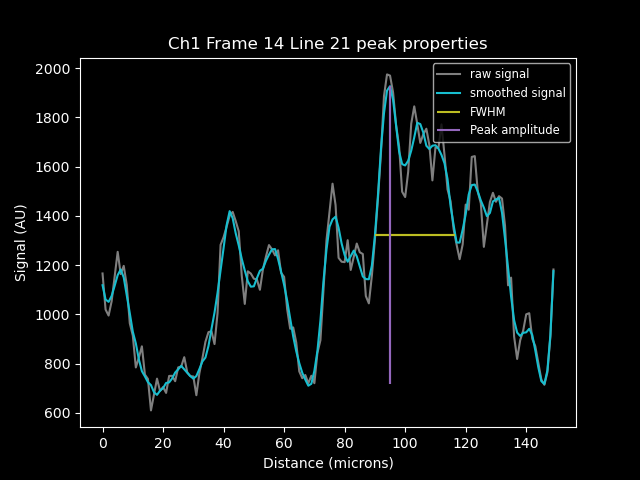 Ch1 Frame 14 Line 21 peak properties
raw signal
smoothed signal
FWHM
Peak amplitude
2000
1800
1600
1400
1200
1000
800
600
Signal (AU)
0 20 40 60 80 100 120 140
Distance (microns)